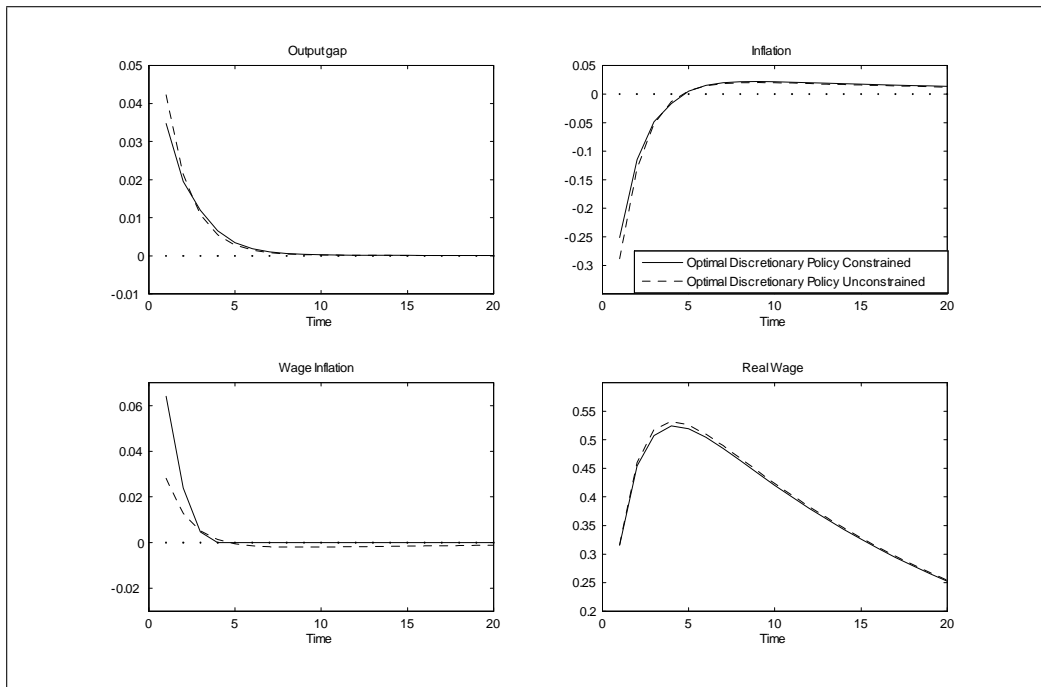 Output gap
0.05
0.04
0.03
0.02
0.01
0
-0.01
0 5 10 15 20
Time
Inflation
0.05
0
-0.05
-0.1
-0.15
-0.2
-0.25
-0.3
Optimal Discretionary Policy Constrained
Optimal Discretionary Policy Unconstrained
0 5 10 15 20
Time
Wage Inflation
0.06
0.04
0.02
0
-0.02
0 5 10 15 20
Time
Real Wage
0.55
0.5
0.45
0.4
0.35
0.3
0.25
0.2
0 5 10 15 20
Time